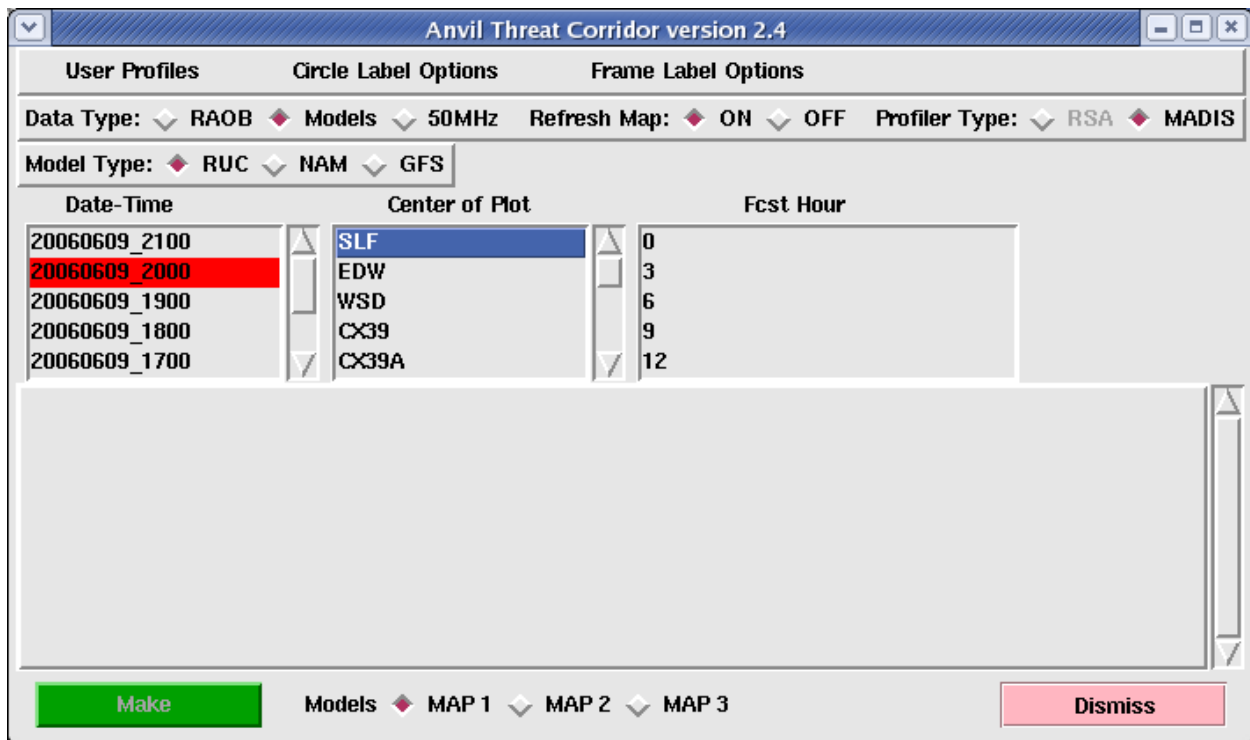 Anvil Threat Corridor version 2.4
User Profiles Circle Label Options Frame Label Options
Data Type: RAOB Models 50MHz Refresh Map: ON OFF Profiler Type: RSA MADIS
Model Type: RUC NAM GFS
Date-Time Center of Plot Fcst Hour
20060609_2100 SLF 0
20060609_2000 EDW 3
20060609_1900 WSD 6
20060609_1800 CX39 9
20060609_1700 CX39A 12
Make Models MAP 1 MAP 2 MAP 3 Dismiss